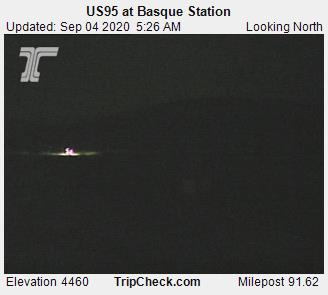 US95 at Basque Station
Updated: Sep 04 2020 5:26 AM Looking North
Elevation 4460 TripCheck.com Milepost 91.62